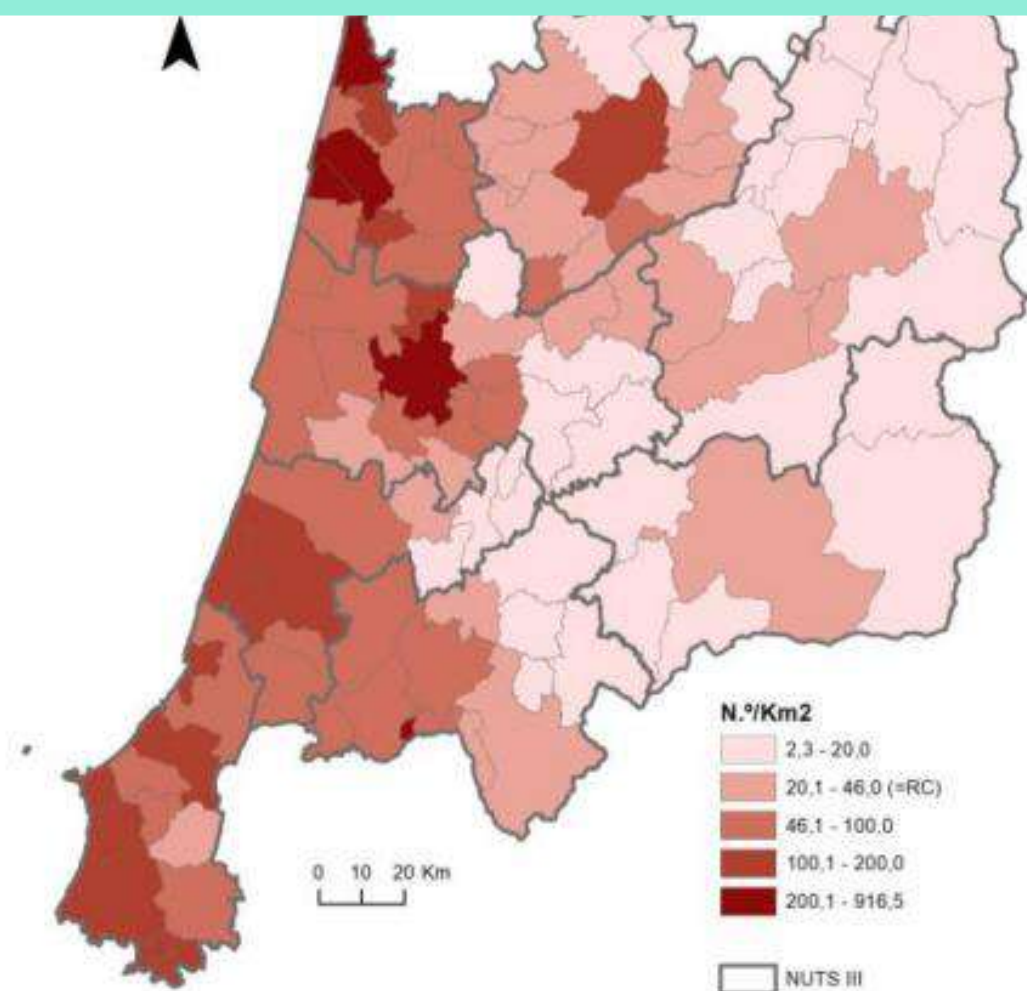 N.º/Km2
2,3 - 20,0
20,1 - 46,0 (=RC)
46,1 - 100,0
100,1 - 200,0
200,1 - 916,5
NUTS III
0 10 20 Km